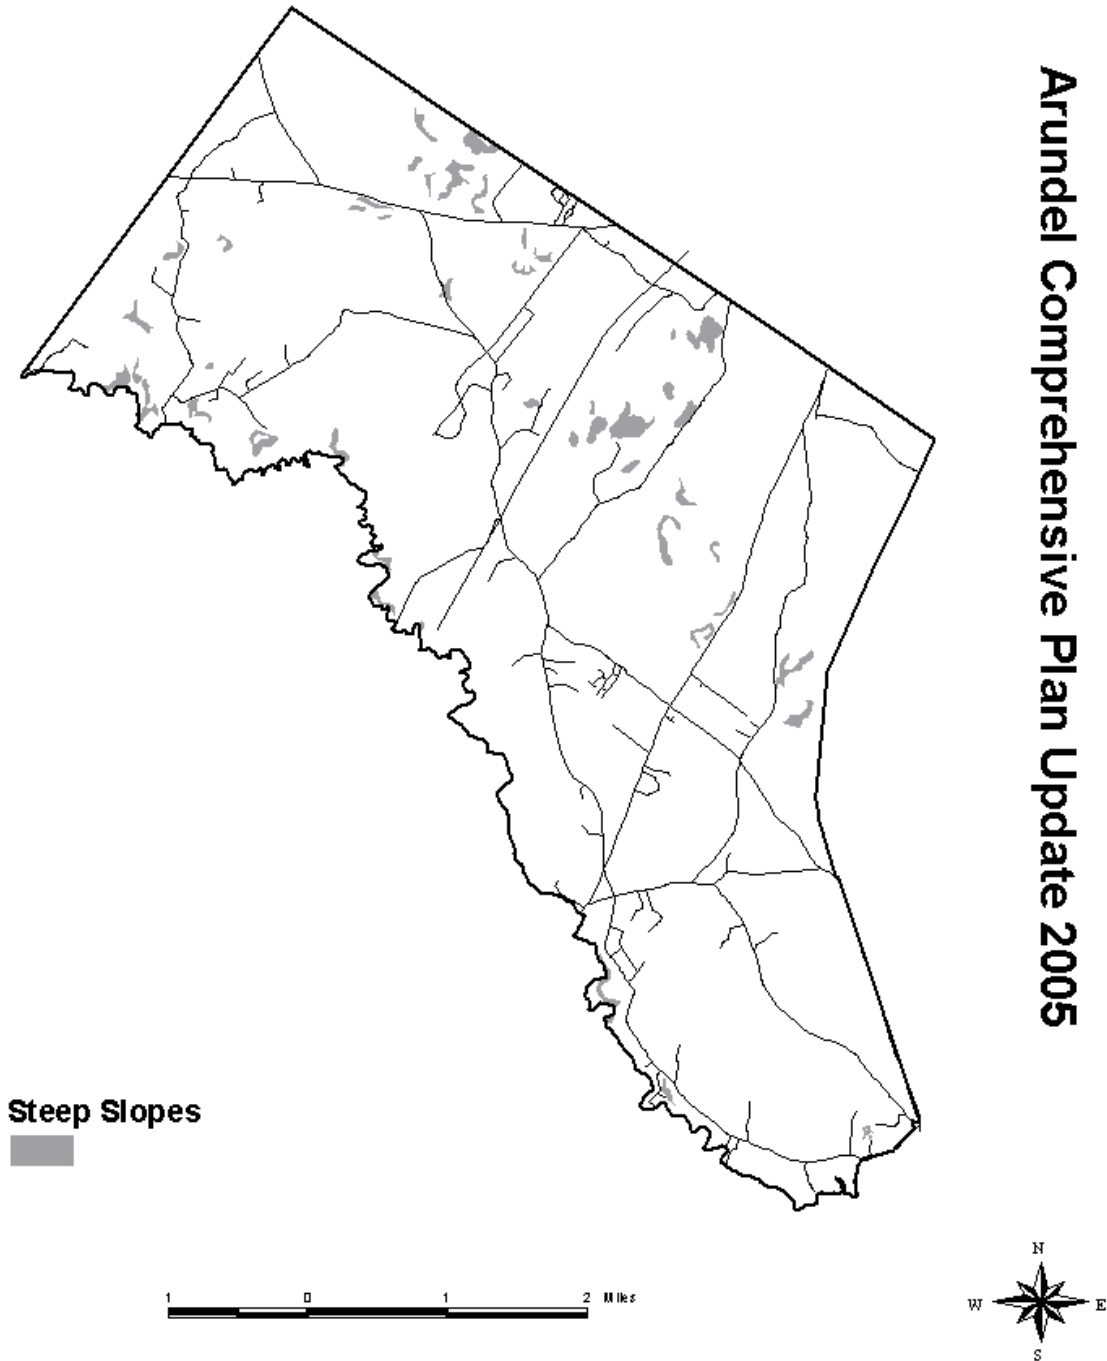 Arundel Comprehensive Plan Update 2005
Steep Slopes
1 0 1 2 Miles
N
W E
S